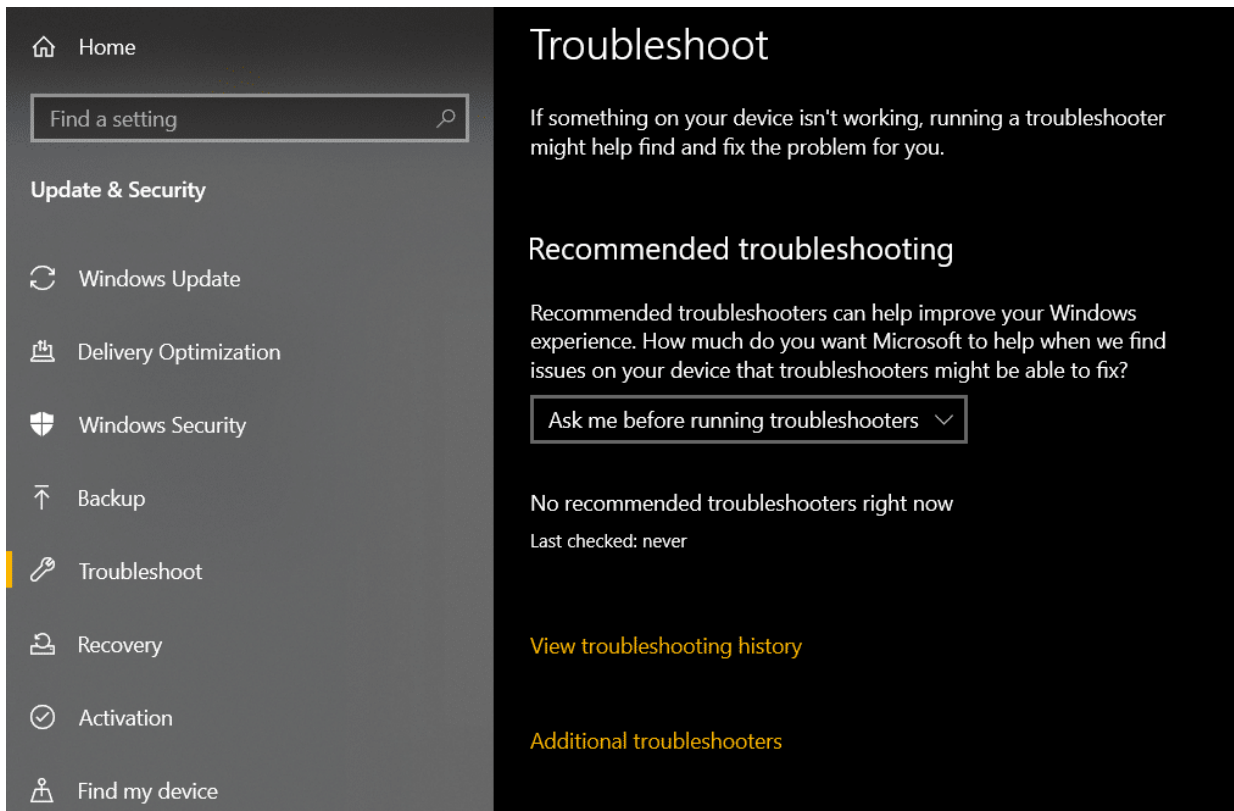 Home
Find a setting
Update & Security
Windows Update
Delivery Optimization
Windows Security
Backup
Troubleshoot
Recovery
Activation
Find my device
Troubleshoot
If something on your device isn't working, running a troubleshooter
might help find and fix the problem for you.
Recommended troubleshooting
Recommended troubleshooters can help improve your Windows
experience. How much do you want Microsoft to help when we find
issues on your device that troubleshooters might be able to fix?
Ask me before running troubleshooters
No recommended troubleshooters right now
Last checked: never
View troubleshooting history
Additional troubleshooters